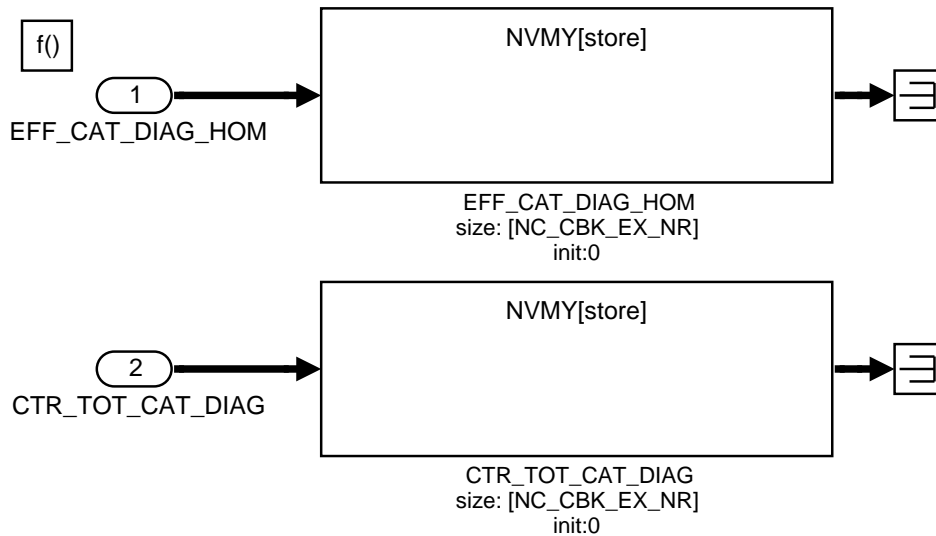 f()
NVMY[store]
1
EFF_CAT_DIAG_HOM
EFF_CAT_DIAG_HOM
size: [NC_CBK_EX_NR]
init:0
NVMY[store]
2
CTR_TOT_CAT_DIAG
CTR_TOT_CAT_DIAG
size: [NC_CBK_EX_NR]
init:0